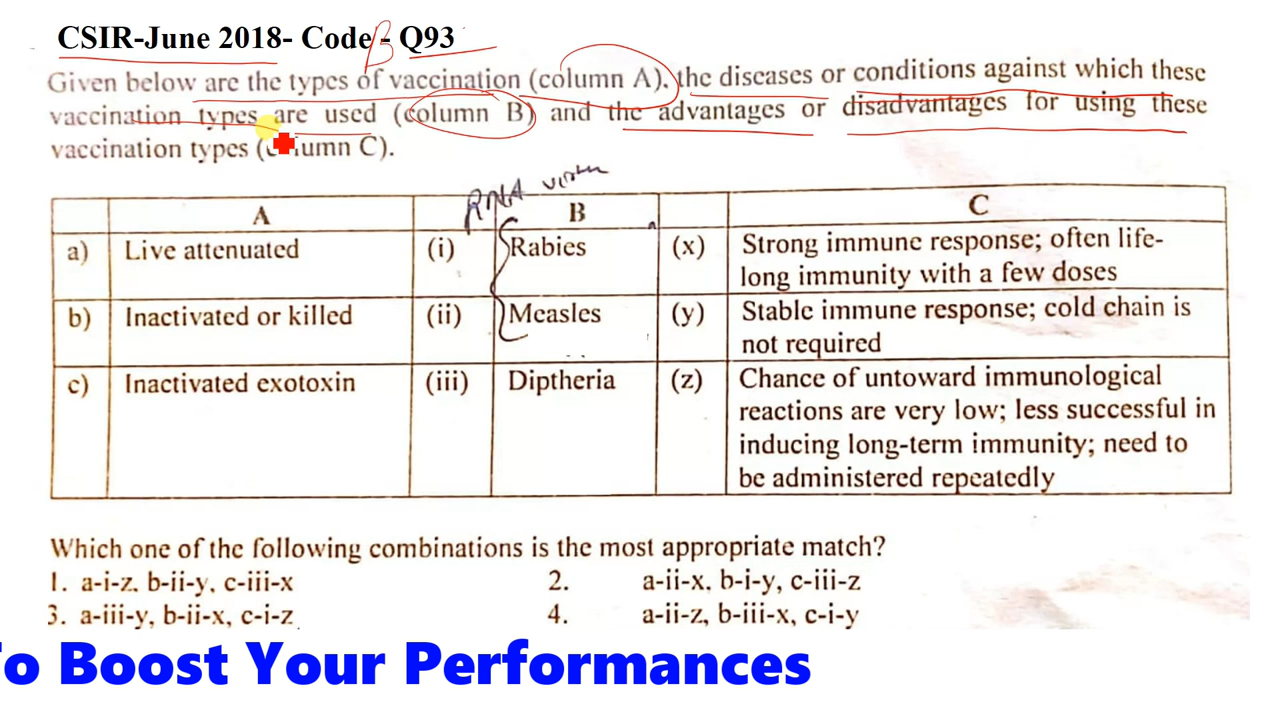 CSIR-June 2018- Code- Q93
B
Given below are the types of vaccination (column A), the diseases or conditions against which these
vaccination types are used (column B) and the advantages or disadvantages for using these
vaccination types (column C).
RNA
A B C
a) Live attenuated (i) Rabies (x) Strong immune response; often life-
long immunity with a few doses
b) Inactivated or killed (ii) Measles (y) Stable immune response; cold chain is
not required
c) Inactivated exotoxin (iii) Diptheria (z) Chance of untoward immunological
reactions are very low; less successful in
inducing long-term immunity; need to
be administered repeatedly
Which one of the following combinations is the most appropriate match?
1. a-i-z, b-ii-y, c-iii-x 2. a-ii-x, b-i-y, c-iii-z
3. a-iii-y, b-ii-x, c-i-z 4. a-ii-z, b-iii-x, c-i-y
To Boost Your Performances